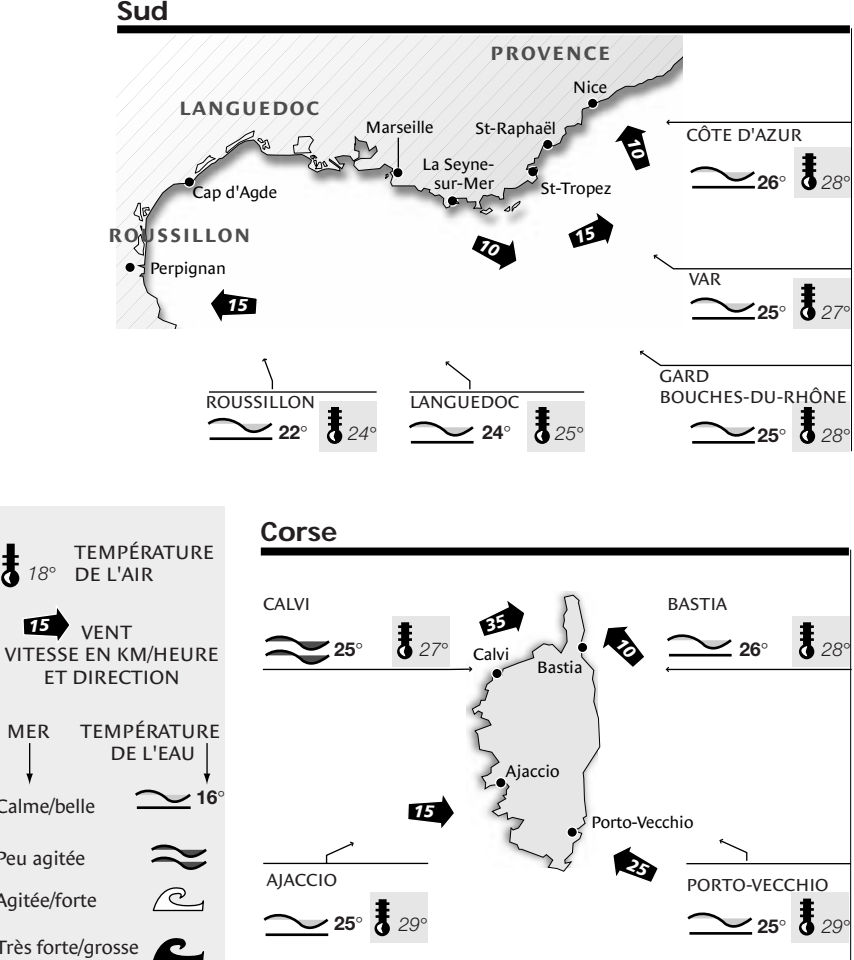 Sud
PROVENCE
Nice
LANGUEDOC
Marseille
St-Raphaël
La Seyne-
sur-Mer
St-Tropez
Cap d'Agde
ROUSSILLON
Perpignan
10
10
15
15
CÔTE D'AZUR
26° 28°
VAR
25° 27°
GARD
BOUCHES-DU-RHÔNE
25° 28°
ROUSSILLON
22° 24°
LANGUEDOC
24° 25°
18°
TEMPÉRATURE
DE L'AIR
15
VENT
VITESSE EN KM/HEURE
ET DIRECTION
MER
TEMPÉRATURE
DE L'EAU
Calme/belle
16°
Peu agitée
Agitée/forte
Très forte/grosse
Corse
CALVI
25° 27°
35
10
BASTIA
26° 28°
Calvi
Bastia
Ajaccio
15
Porto-Vecchio
25
AJACCIO
25° 29°
PORTO-VECCHIO
25° 29°